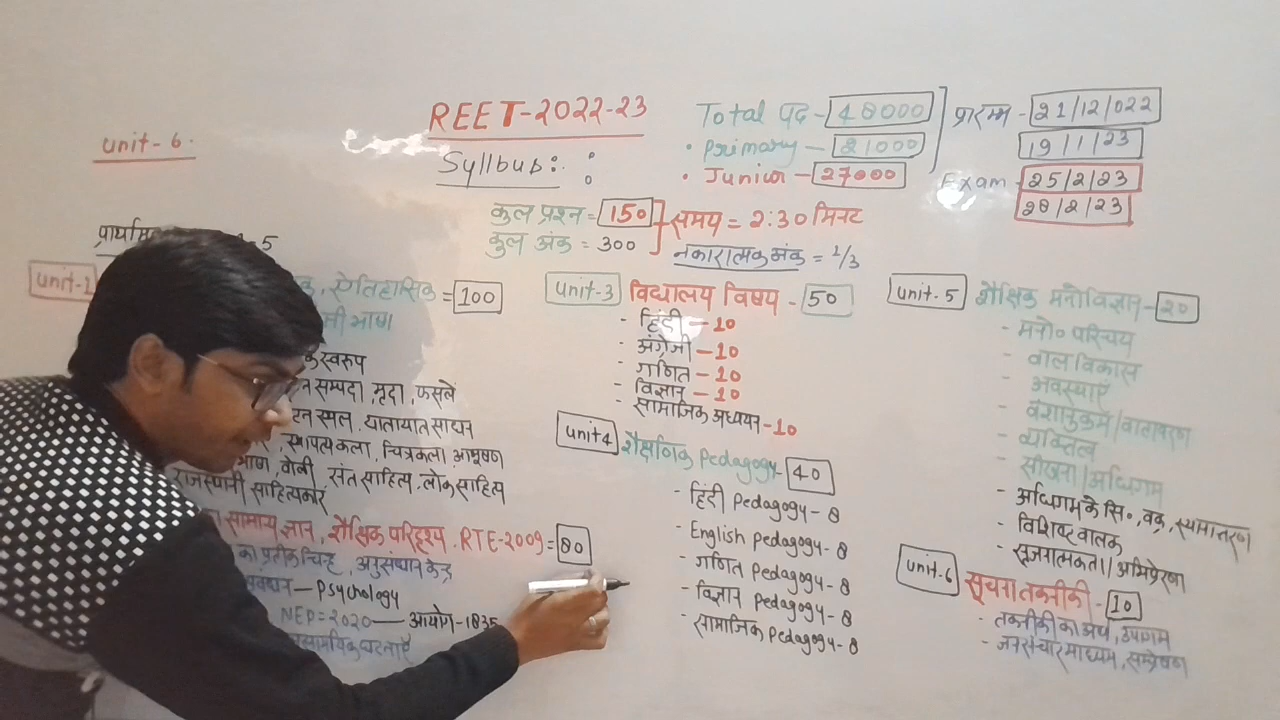 REET-2022-23
Syllbus: :
unit-6.
Total पद - 48000
• Primary - 21000
• Junior - 27000
प्रारम्भ - 21/12/022
19/1/23
Exam - 25/2/23
28/2/23
कुल प्रश्न = 150
कुल अंक = 300
समय = 2:30 मिनट
नकारात्मक अंक = 1/3
5
unit-1
ऐतिहासिक = 100
भाषा
स्वरूप
सम्पदा, मृदा, फसलें
स्थल, यातायात साधन
स्थापत्य कला, चित्रकला, आभूषण
बोली, संत साहित्य, लोक साहित्य
राजस्थानी साहित्यकार
सामान्य ज्ञान, शैक्षिक परिदृश्य. RTE-2009 = 80
का प्रतीक चिन्ह, अनुसंधान केन्द्र
Psychology
NEP=2020 — आयोग-1835
unit-3 विद्यालय विषय - 50
- हिंदी - 10
- अंग्रेजी - 10
- गणित - 10
- विज्ञान - 10
- सामाजिक अध्ययन - 10
unit4 शैक्षणिक Pedagogy - 40
- हिंदी Pedagogy - 8
- English Pedagogy - 8
- गणित Pedagogy - 8
- विज्ञान Pedagogy - 8
- सामाजिक Pedagogy - 8
unit-5 शैक्षिक मनोविज्ञान - 20
- मनो० परिचय
- बाल विकास
- अवस्थाएँ
- वंशानुक्रम/वातावरण
- व्यक्तित्व
- सीखना/अधिगम
- अधिगम के सि०, वक्र, स्थानान्तरण
- विशिष्ट बालक
- सृजनात्मकता/अभिप्रेरणा
unit-6 सूचना तकनीकी - 10
- तकनीकी का अर्थ, उपागम
- जनसंचार माध्यम, सम्प्रेषण